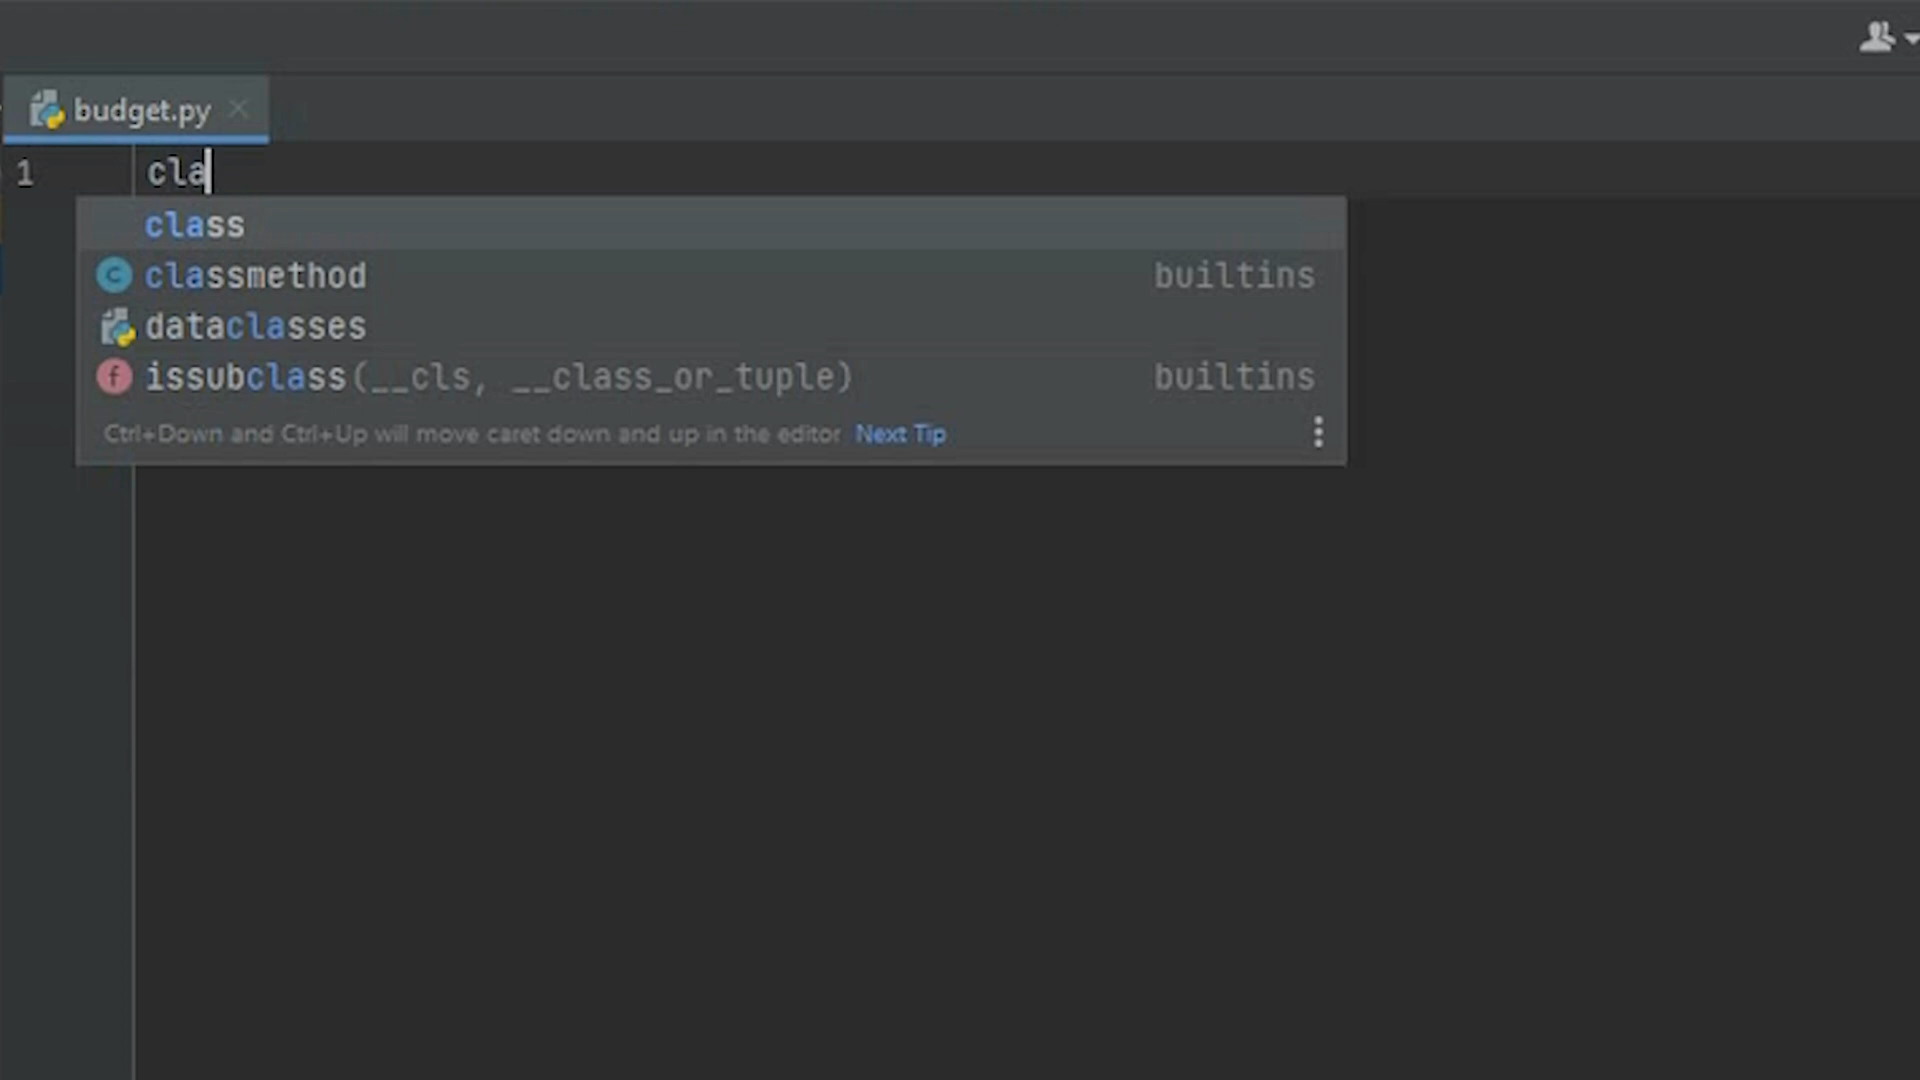 budget.py
1 cla
class
classmethod builtins
dataclasses
issubclass(__cls, __class_or_tuple) builtins
Ctrl+Down and Ctrl+Up will move caret down and up in the editor Next Tip